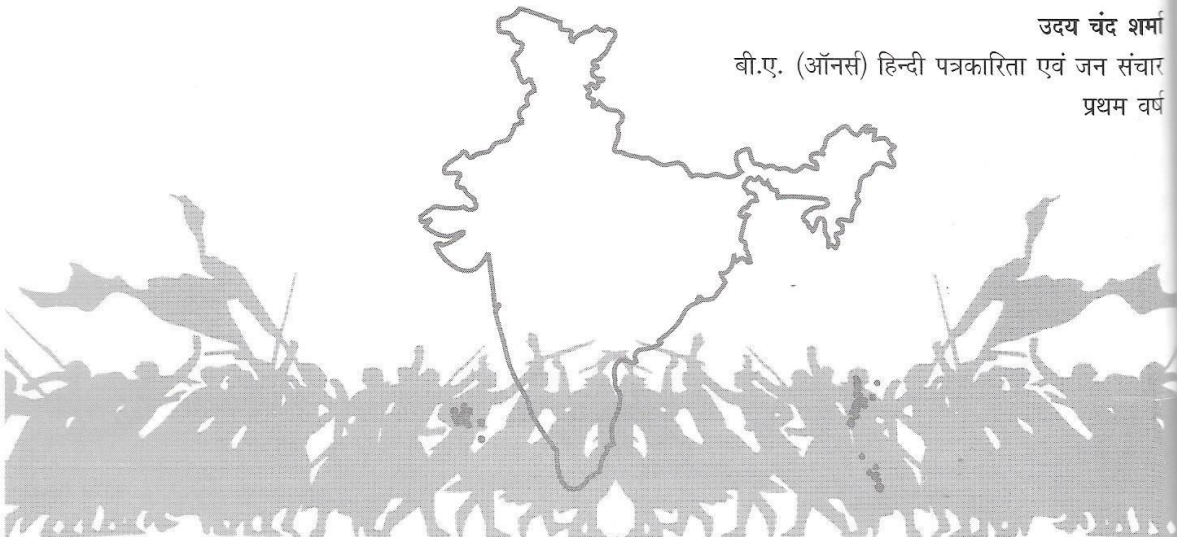 उदय चंद शर्मा
बी.ए. (ऑनर्स) हिन्दी पत्रकारिता एवं जन संचार
प्रथम वर्ष